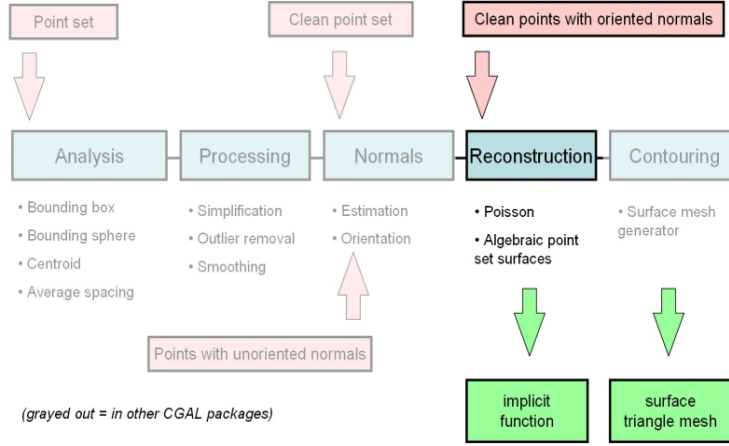 Point set
Clean point set
Clean points with oriented normals
Analysis
Processing
Normals
Reconstruction
Contouring
• Bounding box
• Bounding sphere
• Centroid
• Average spacing
• Simplification
• Outlier removal
• Smoothing
• Estimation
• Orientation
• Poisson
• Algebraic point
set surfaces
• Surface mesh
generator
Points with unoriented normals
(grayed out = in other CGAL packages)
implicit
function
surface
triangle mesh